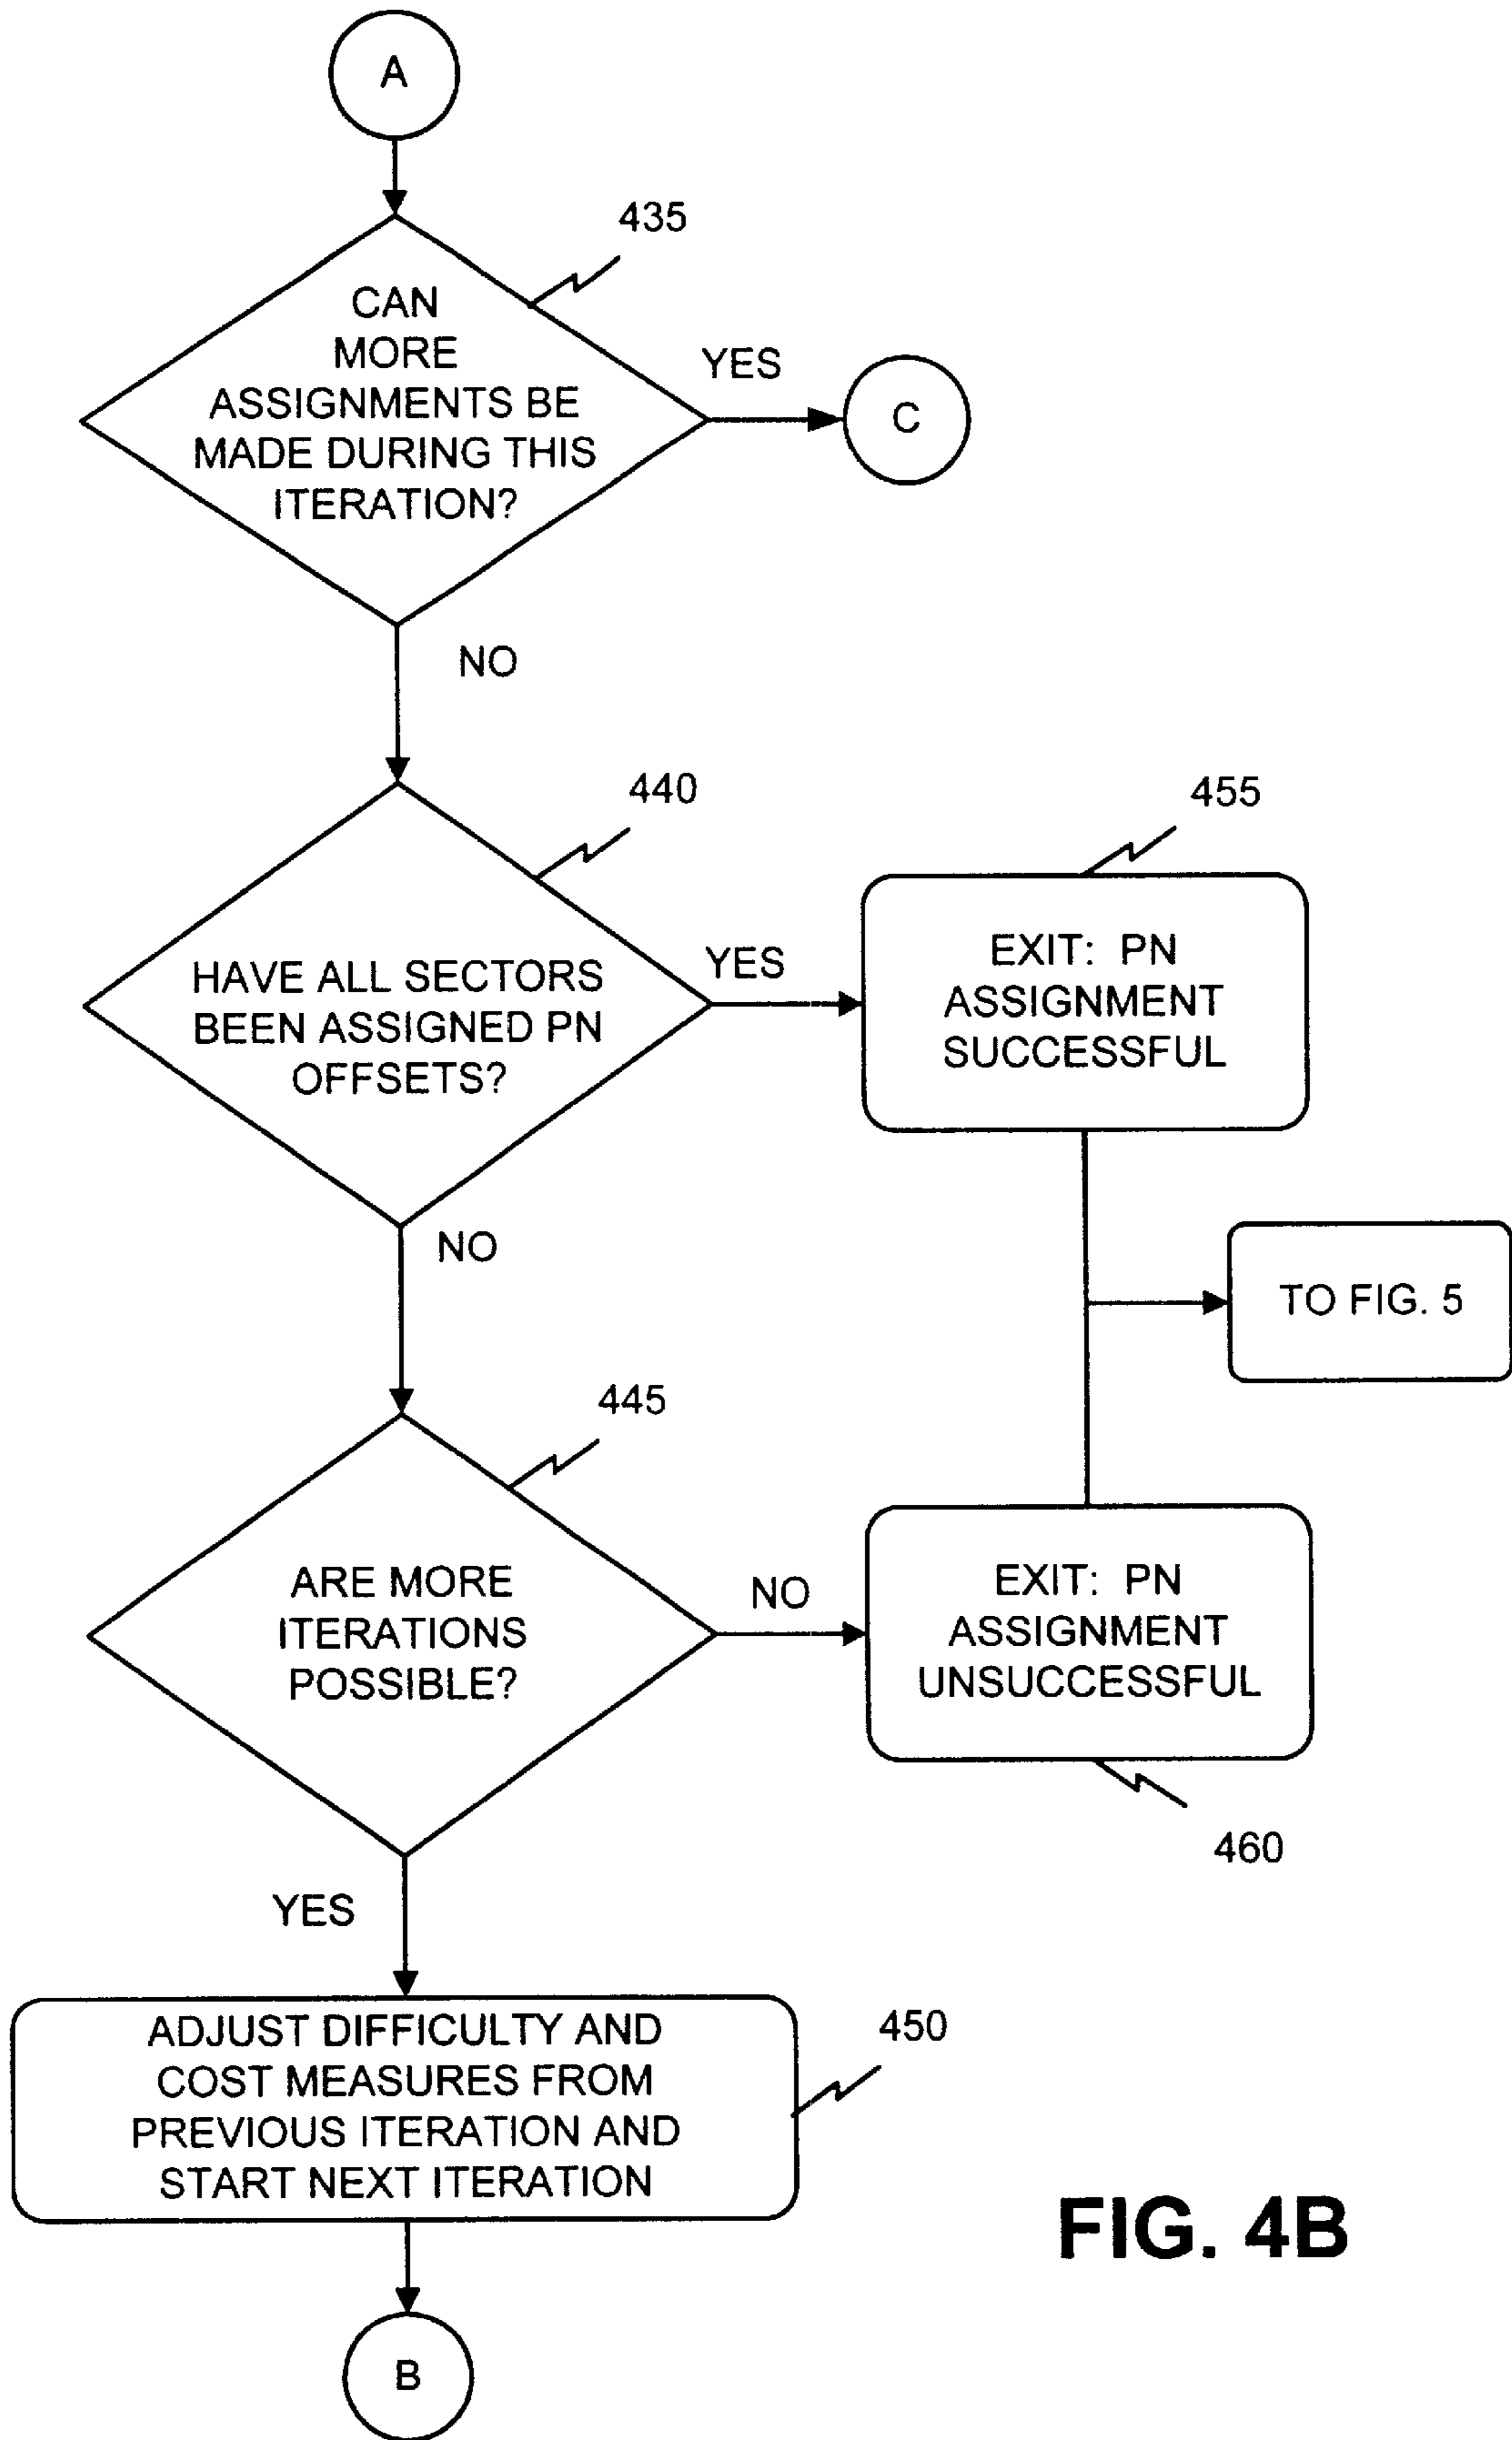 A
435
CAN
MORE
ASSIGNMENTS BE
MADE DURING THIS
ITERATION?
YES
C
NO
440
HAVE ALL SECTORS
BEEN ASSIGNED PN
OFFSETS?
YES
455
EXIT: PN
ASSIGNMENT
SUCCESSFUL
NO
TO FIG. 5
445
ARE MORE
ITERATIONS
POSSIBLE?
NO
EXIT: PN
ASSIGNMENT
UNSUCCESSFUL
460
YES
ADJUST DIFFICULTY AND
COST MEASURES FROM
PREVIOUS ITERATION AND
START NEXT ITERATION
450
FIG. 4B
B